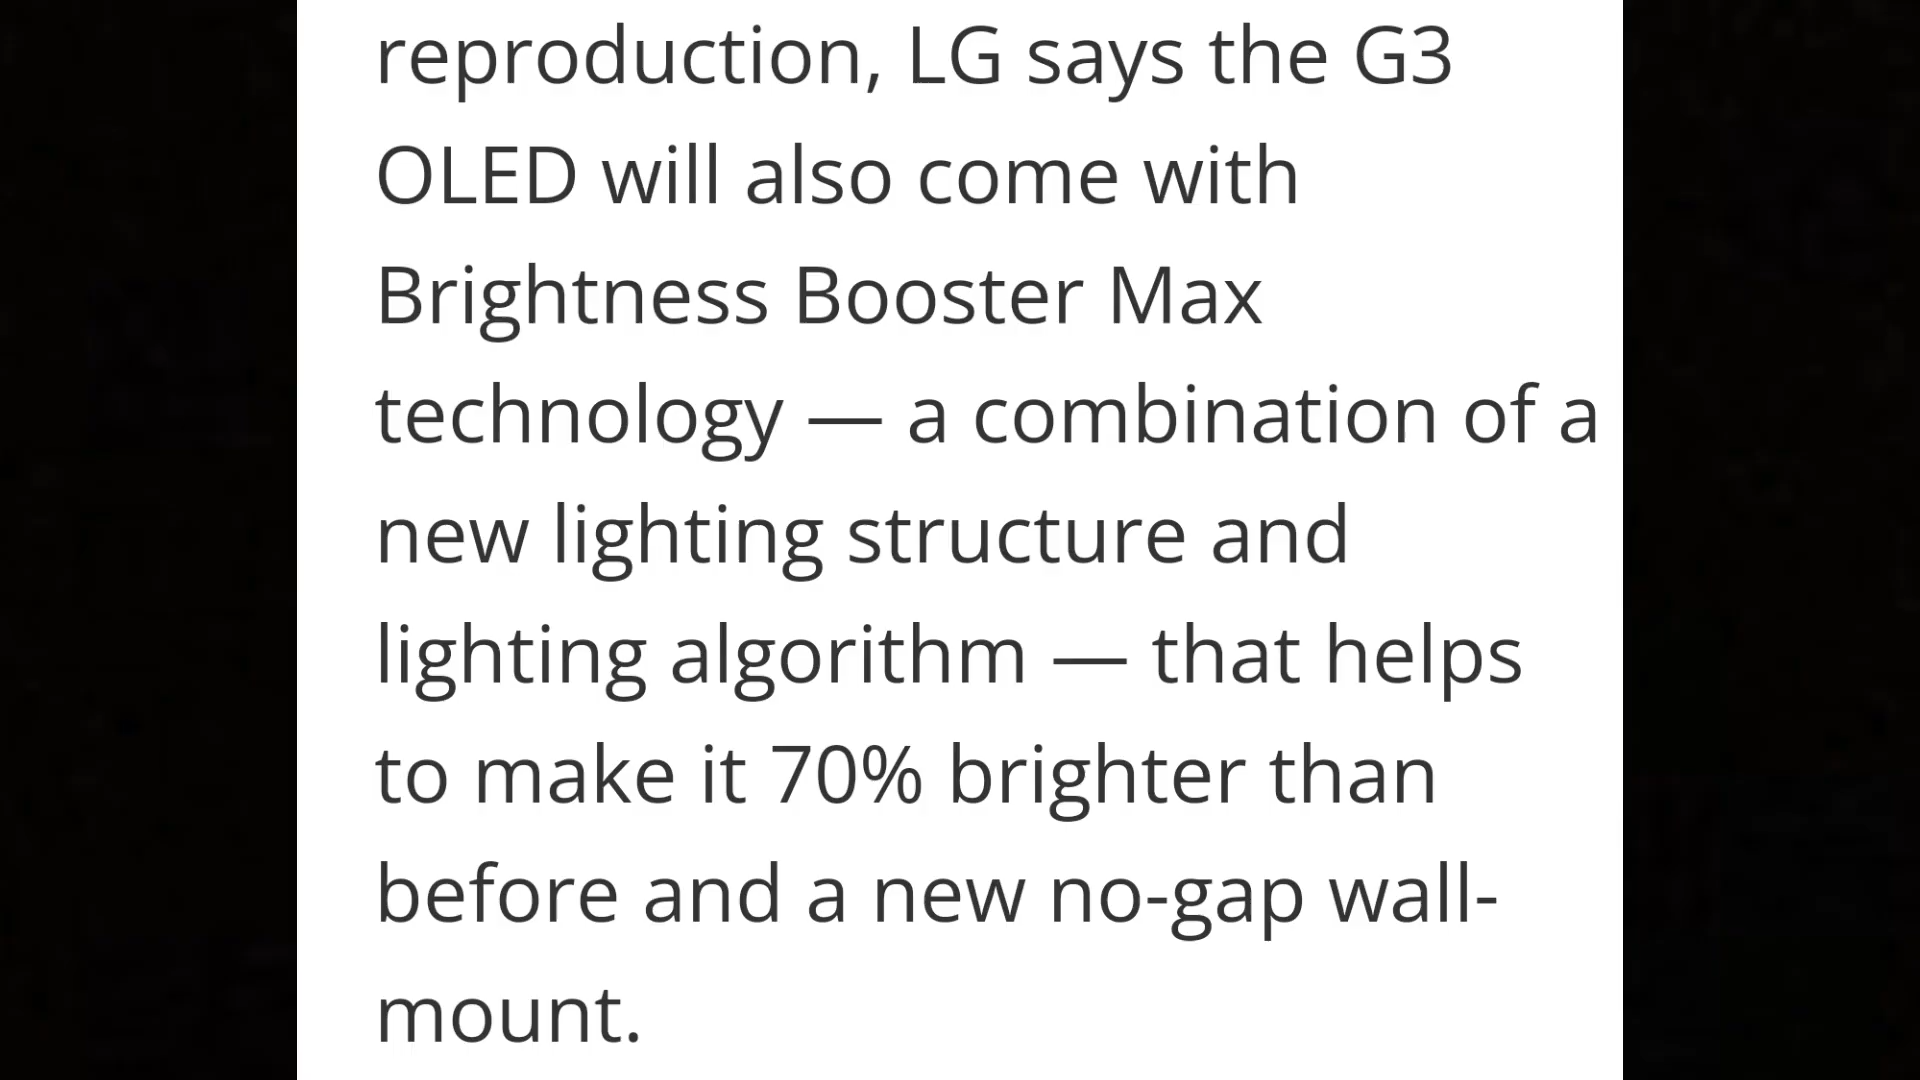 reproduction, LG says the G3
OLED will also come with
Brightness Booster Max
technology — a combination of a
new lighting structure and
lighting algorithm — that helps
to make it 70% brighter than
before and a new no-gap wall-
mount.